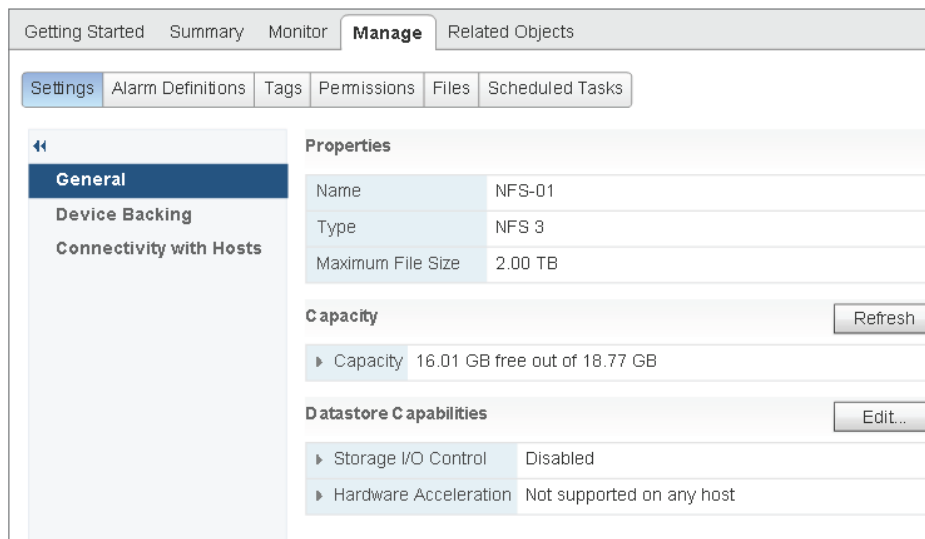 Getting Started Summary Monitor Manage Related Objects
Settings Alarm Definitions Tags Permissions Files Scheduled Tasks
General
Device Backing
Connectivity with Hosts
Properties
Name NFS-01
Type NFS 3
Maximum File Size 2.00 TB
Capacity Refresh
Capacity 16.01 GB free out of 18.77 GB
Datastore Capabilities Edit...
Storage I/O Control Disabled
Hardware Acceleration Not supported on any host